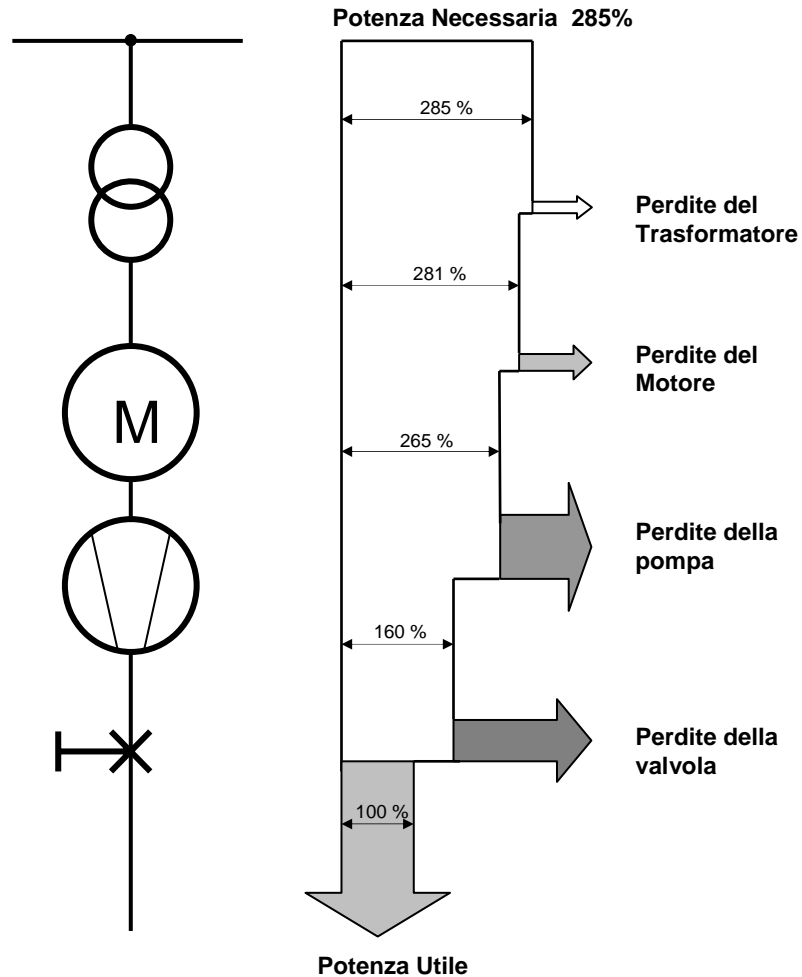 Potenza Necessaria  285%
285 %
Perdite del
Trasformatore
281 %
Perdite del
Motore
M
265 %
Perdite della
pompa
160 %
Perdite della
valvola
100 %
Potenza Utile